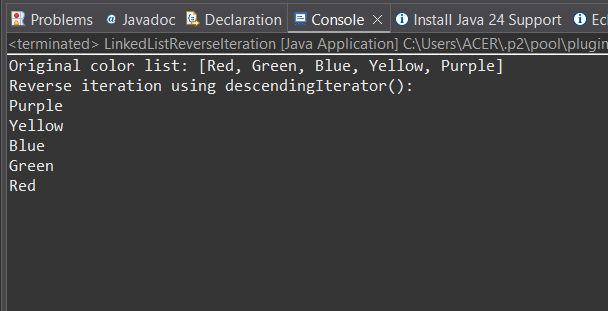 Problems @ Javadoc Declaration Console Install Java 24 Support Ecl
<terminated> LinkedListReverseIteration [Java Application] C:\Users\ACER\.p2\pool\plugin
Original color list: [Red, Green, Blue, Yellow, Purple]
Reverse iteration using descendingIterator():
Purple
Yellow
Blue
Green
Red